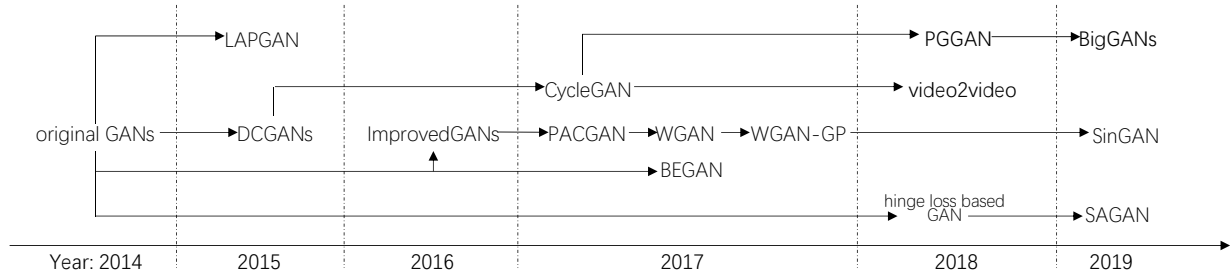 LAPGAN
PGGAN
BigGANs
CycleGAN
video2video
original GANs
DCGANs
ImprovedGANs
PACGAN
WGAN
WGAN-GP
SinGAN
BEGAN
hinge loss based
GAN
SAGAN
Year: 2014
2015
2016
2017
2018
2019